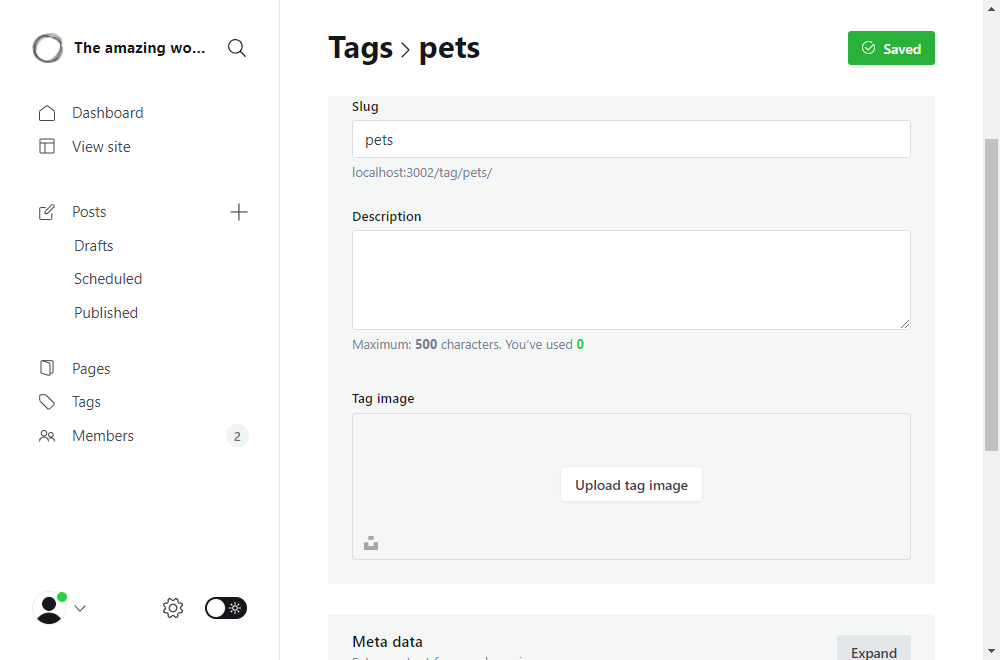 The amazing wo...
Dashboard
View site
Posts
Drafts
Scheduled
Published
Pages
Tags
Members
2
Tags > pets
Saved
Slug
pets
localhost:3002/tag/pets/
Description
Maximum: 500 characters. You’ve used 0
Tag image
Upload tag image
Meta data
Expand